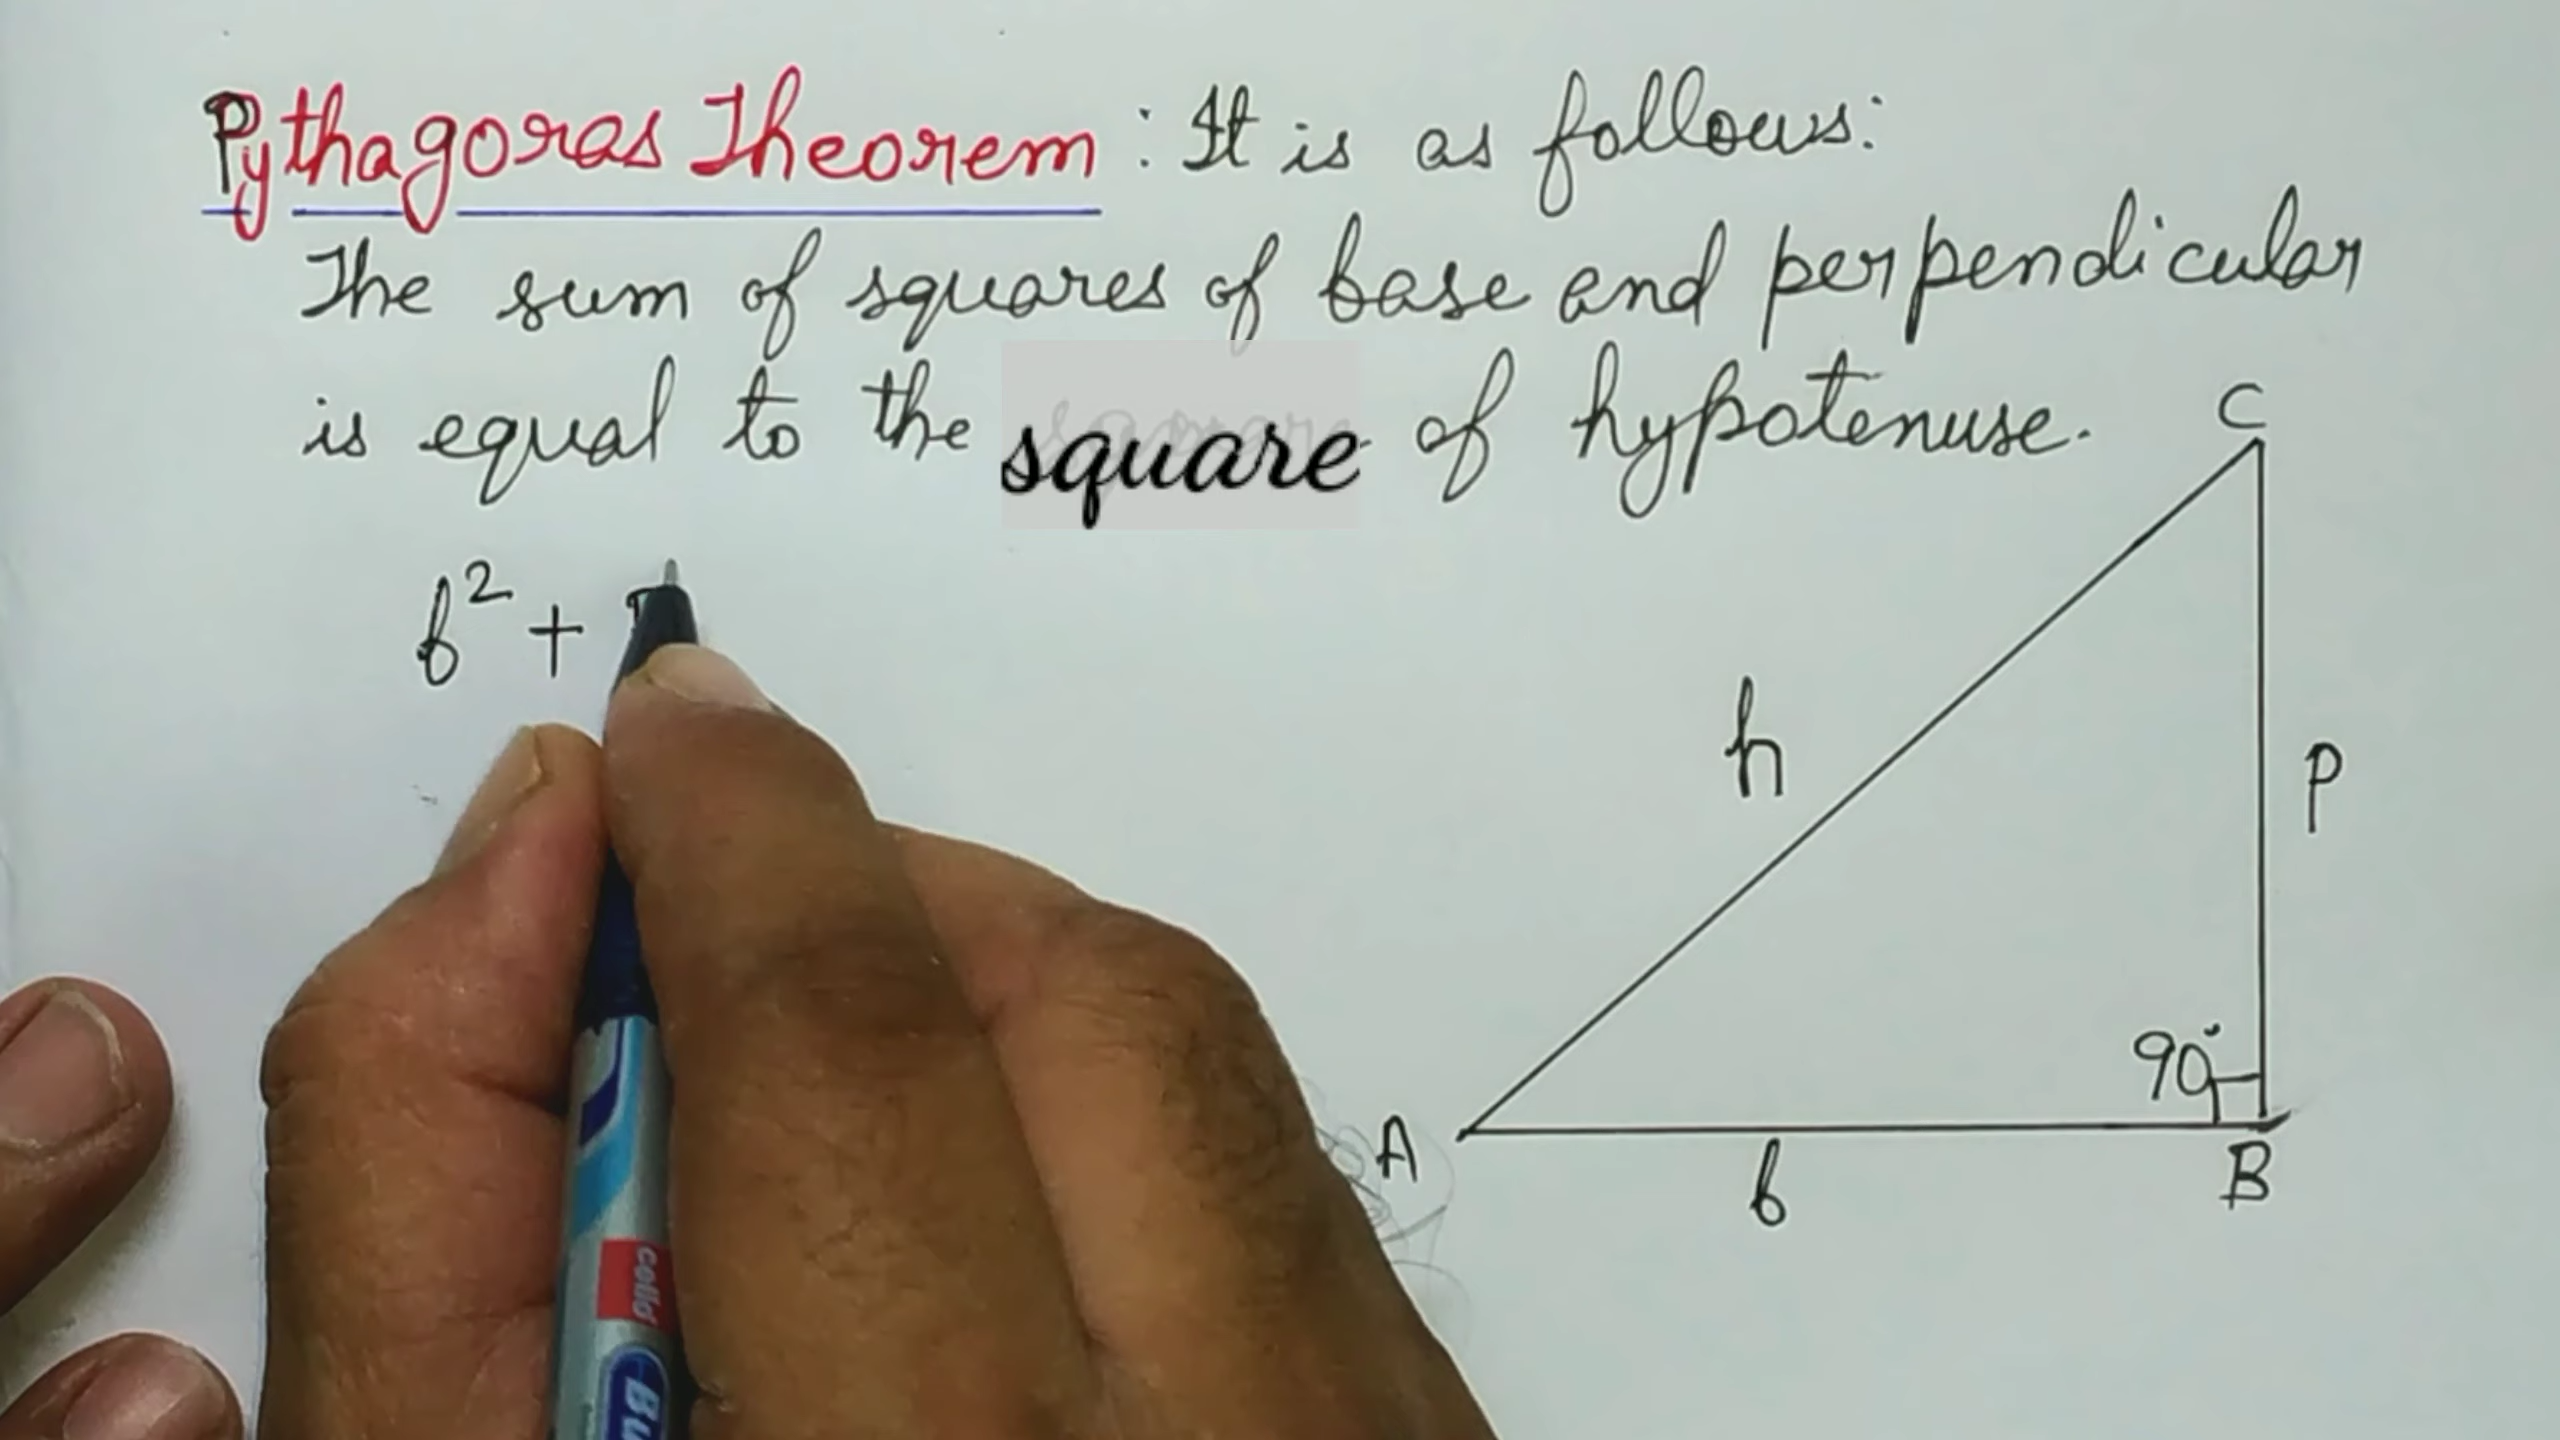 Pythagoras Theorem : It is as follows:
The sum of squares of base and perpendicular
is equal to the square of hypotenuse.
b² +
C
h
P
90°
A
b
B
cello